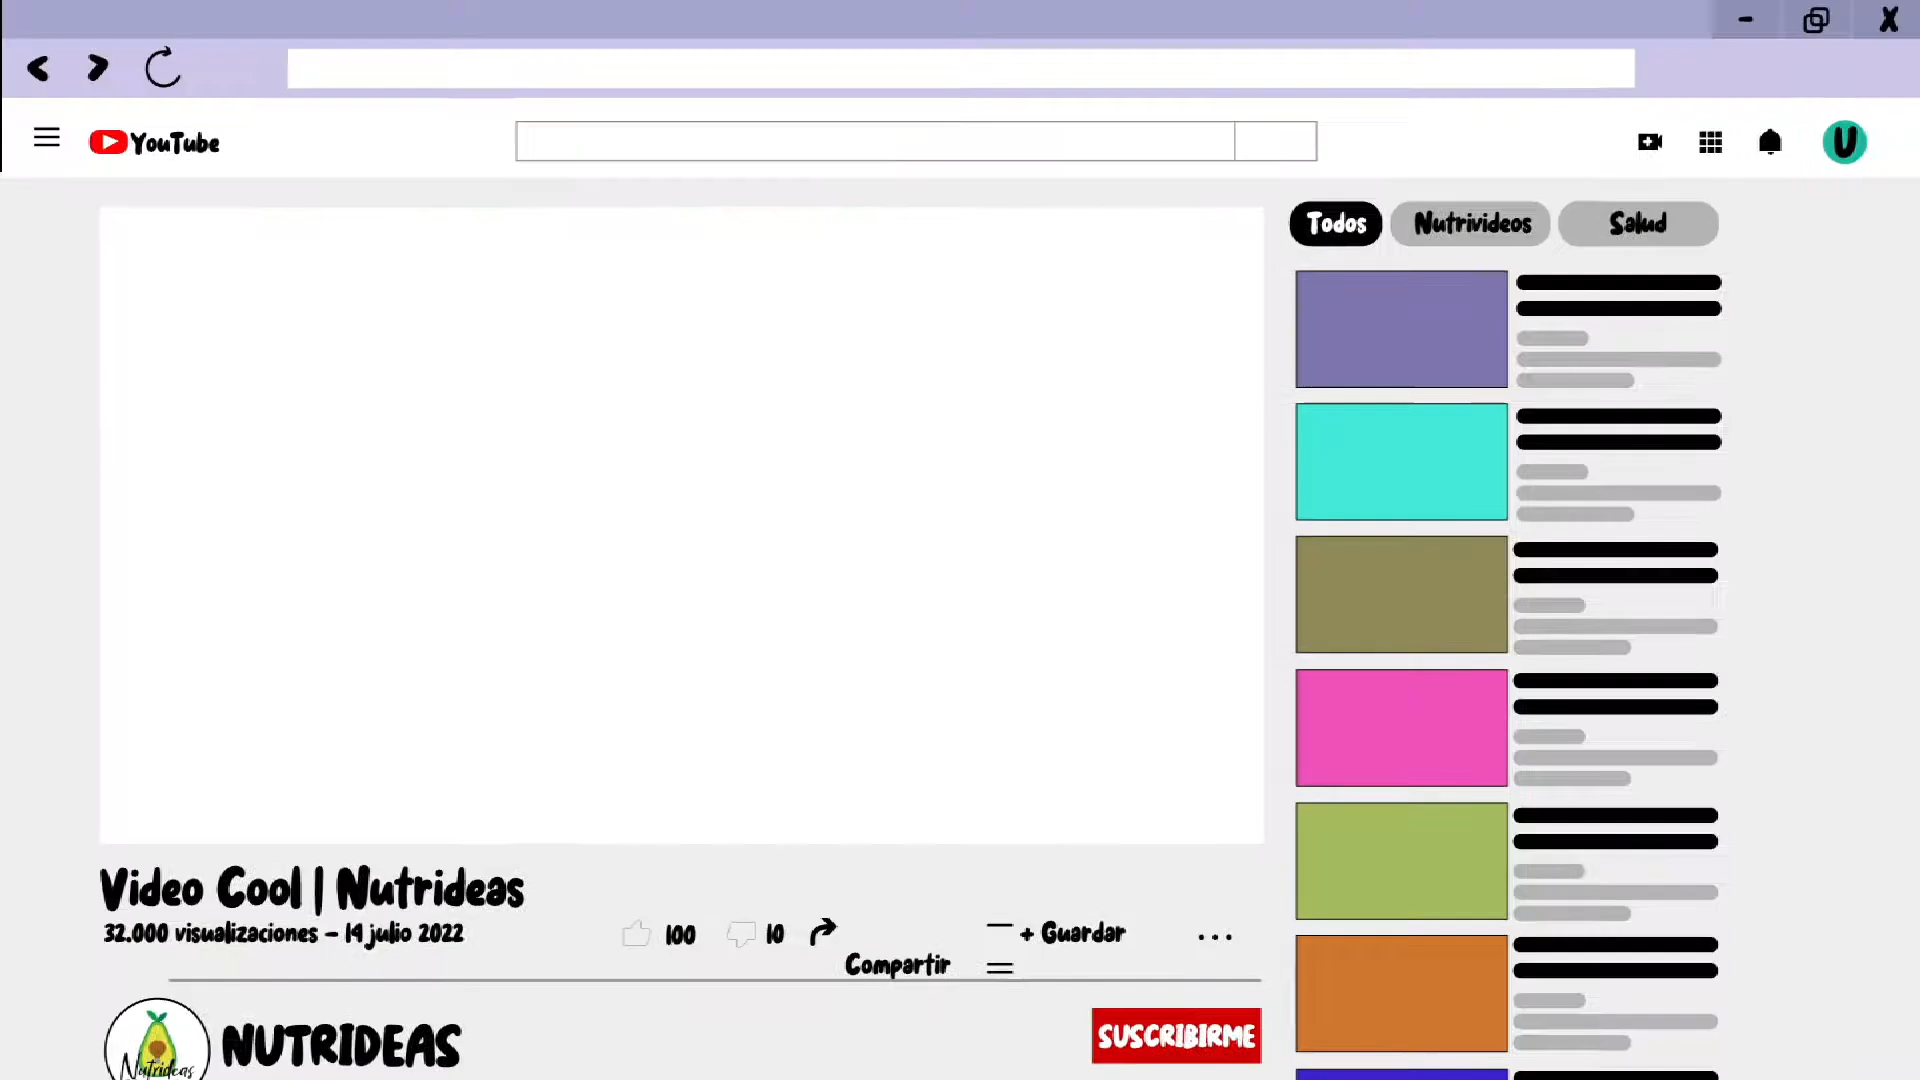 YouTube
U
Todos
Nutrivideos
Salud
Video Cool | Nutrideas
32.000 visualizaciones – 14 julio 2022
100
10
Compartir
+ Guardar
...
Nutrideas
NUTRIDEAS
SUSCRIBIRME